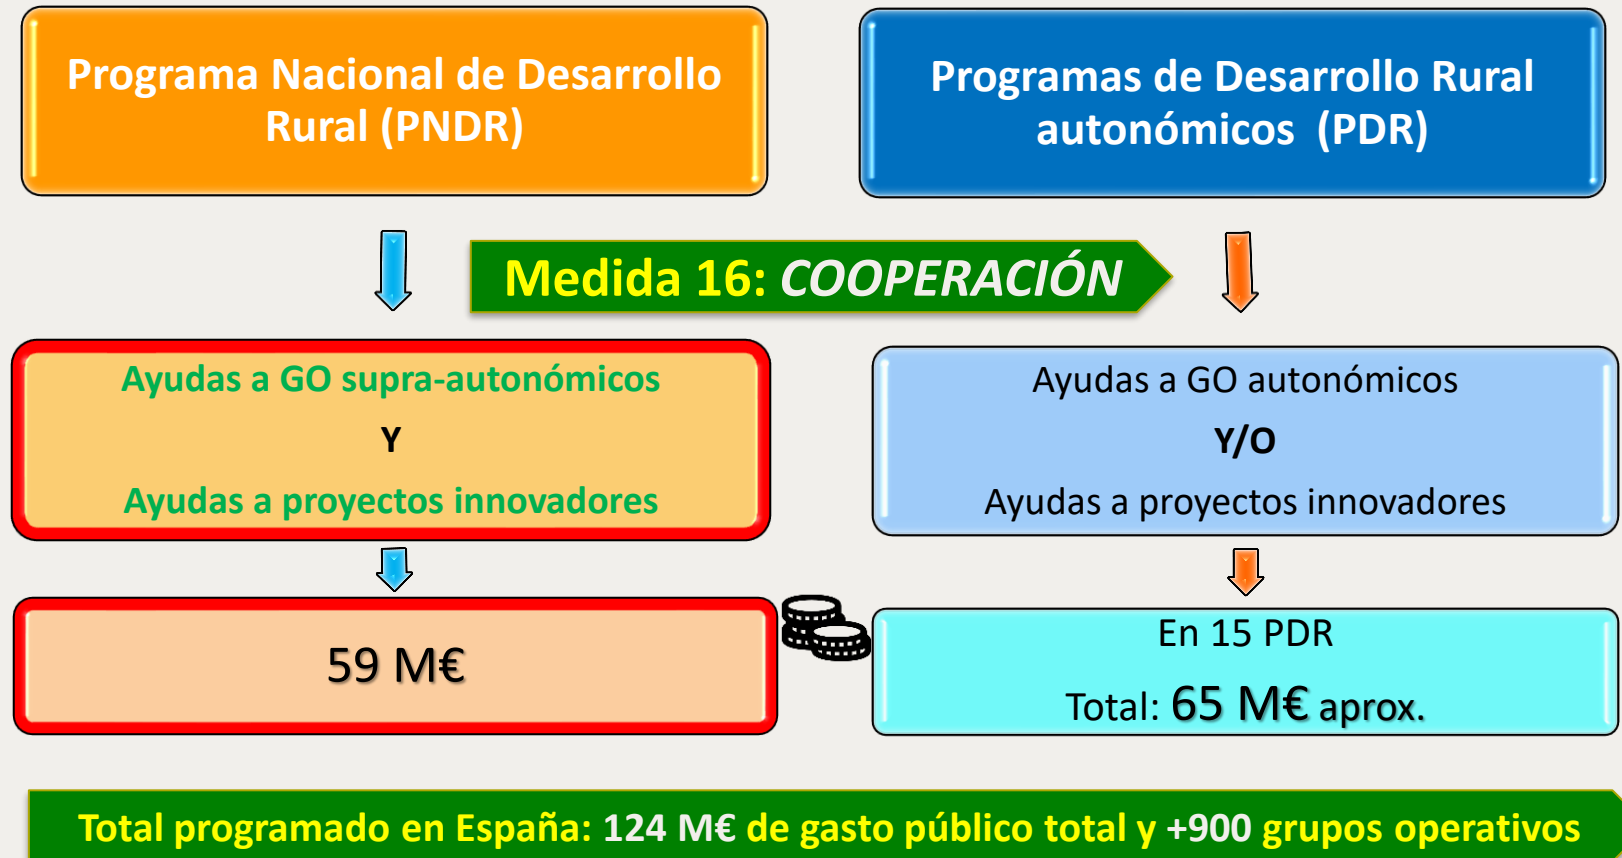 Programa Nacional de Desarrollo
Rural (PNDR)
Programas de Desarrollo Rural
autonómicos (PDR)
Medida 16: COOPERACIÓN
Ayudas a GO supra-autonómicos
Y
Ayudas a proyectos innovadores
Ayudas a GO autonómicos
Y/O
Ayudas a proyectos innovadores
59 M€
En 15 PDR
Total: 65 M€ aprox.
Total programado en España: 124 M€ de gasto público total y +900 grupos operativos